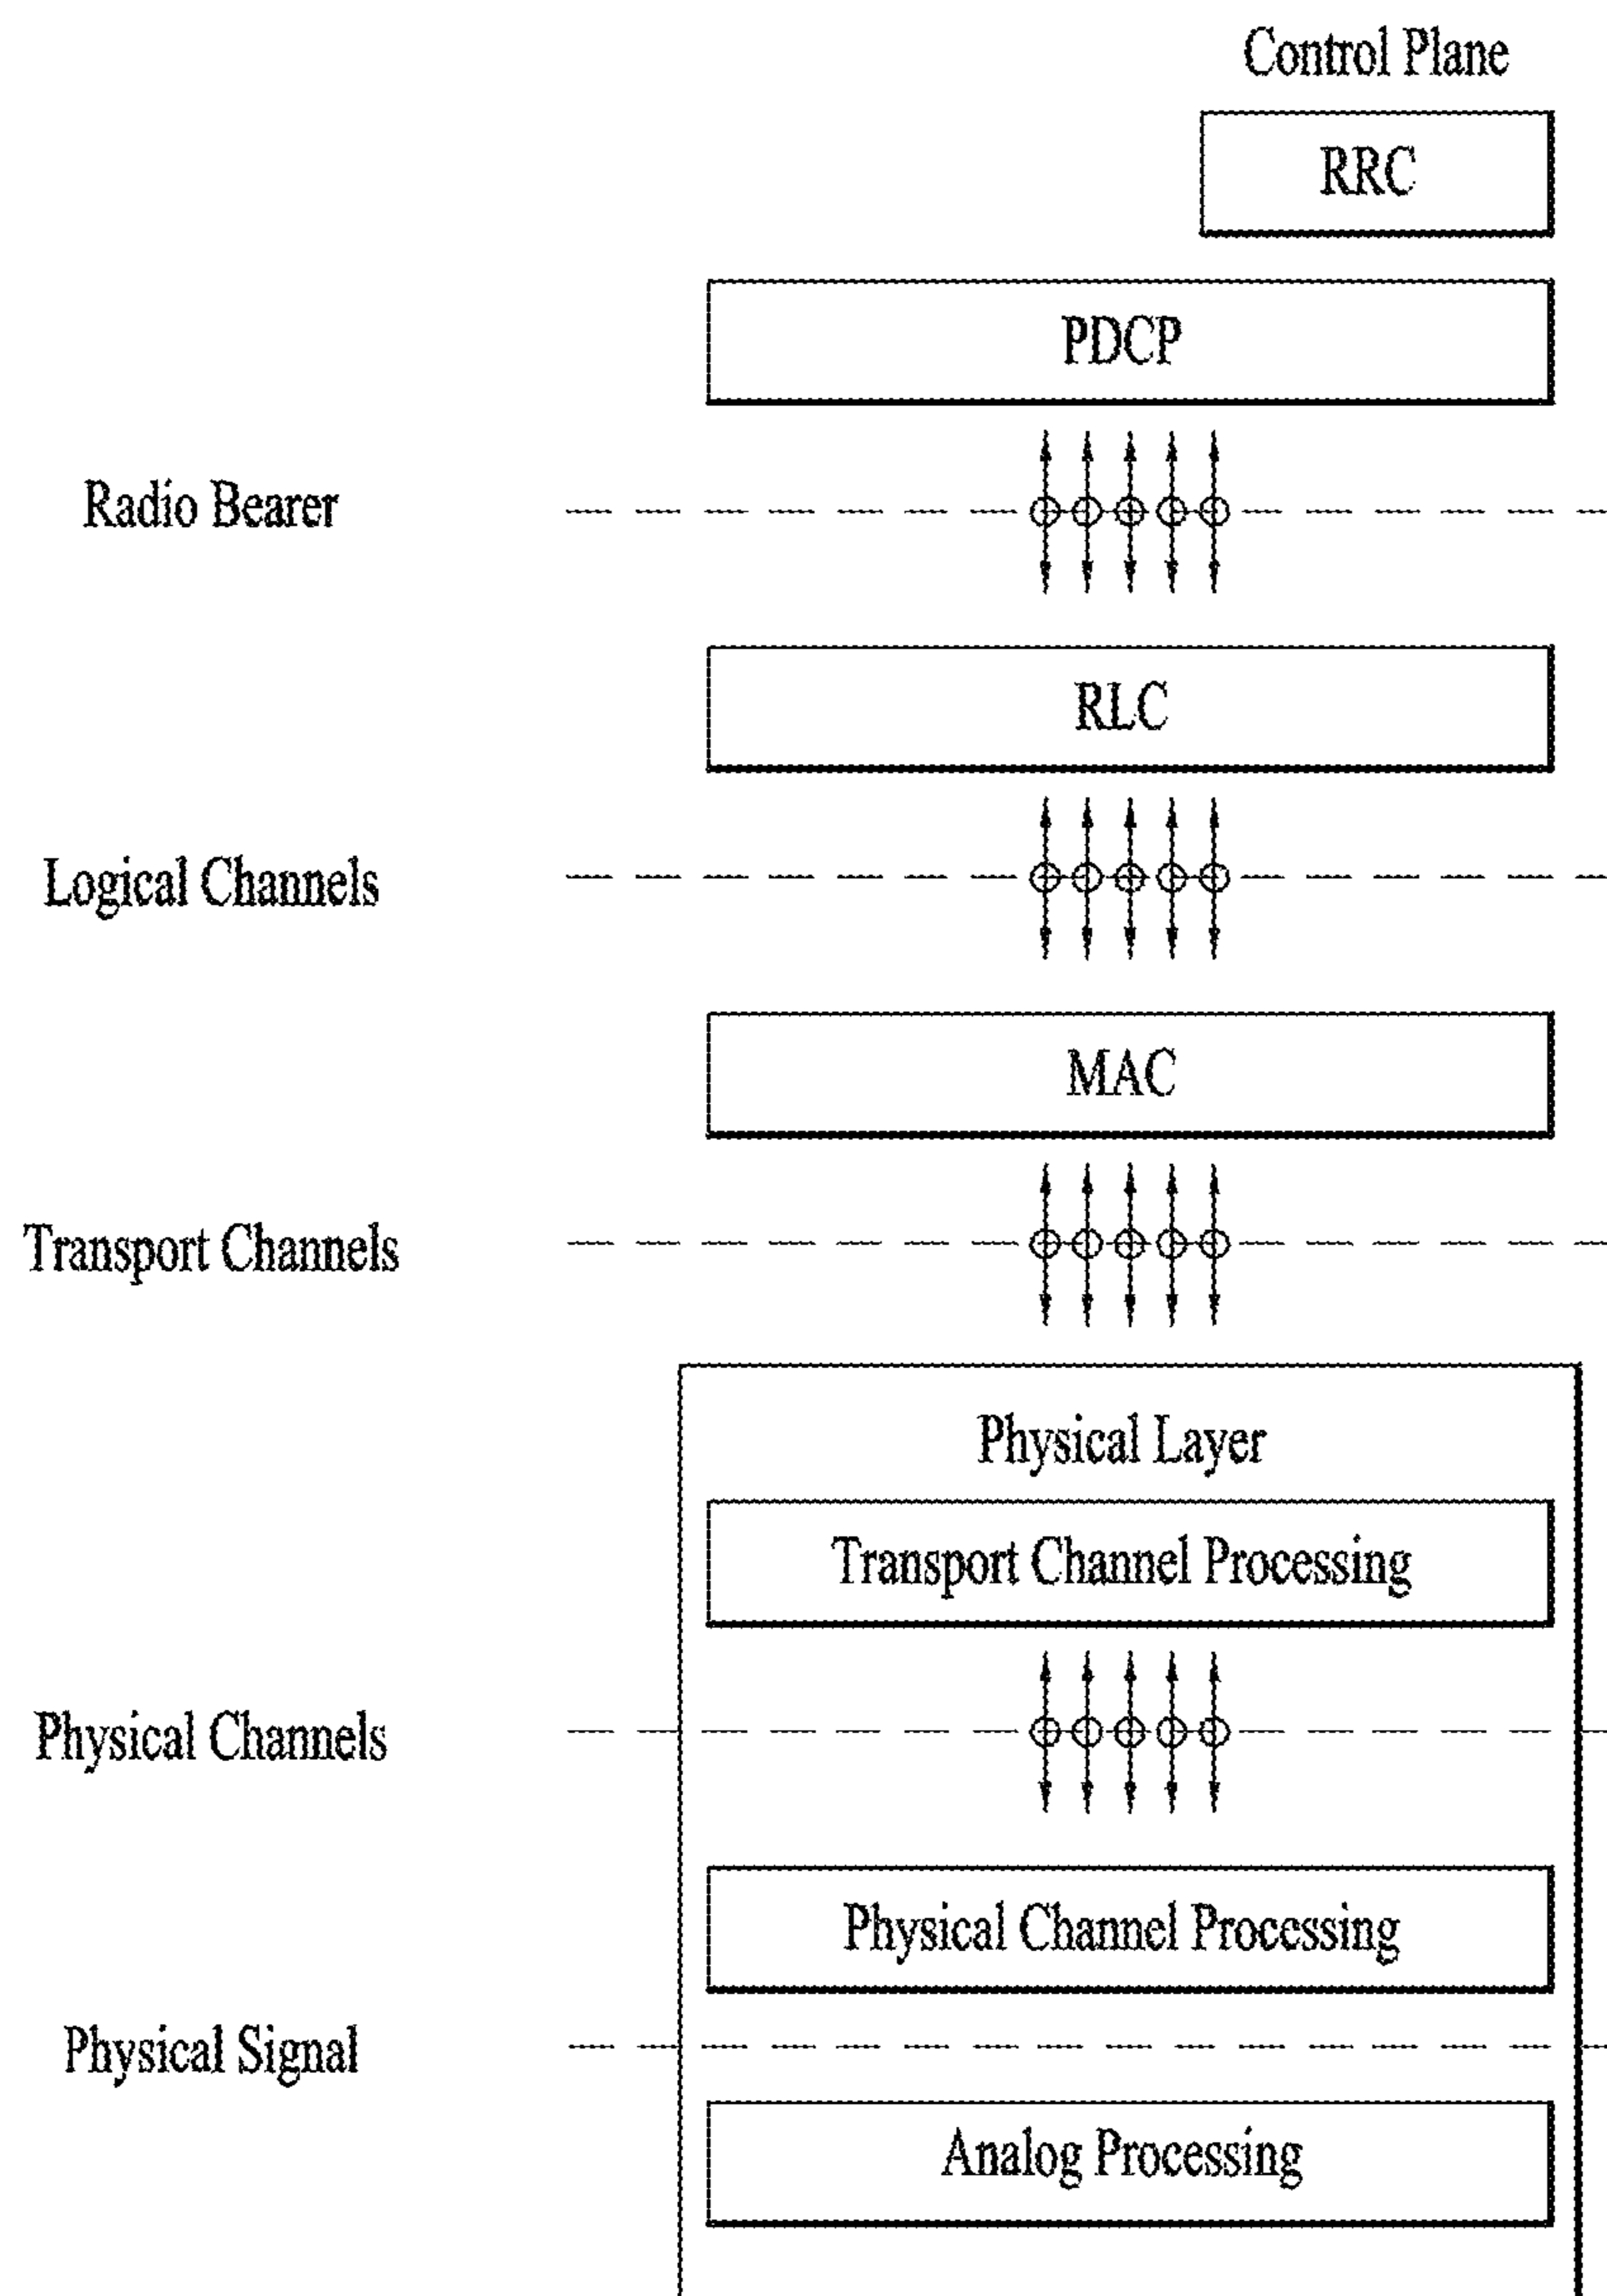 Control Plane
RRC
PDCP
Radio Bearer
RLC
Logical Channels
MAC
Transport Channels
Physical Layer
Transport Channel Processing
Physical Channels
Physical Channel Processing
Physical Signal
Analog Processing